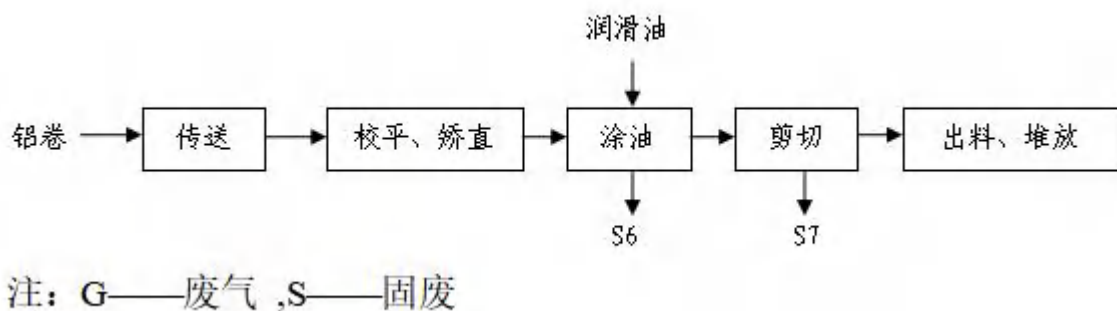 润滑油
铝卷 传送 校平、矫直 涂油 剪切 出料、堆放
S6 S7
注：G——废气 ,S——固废